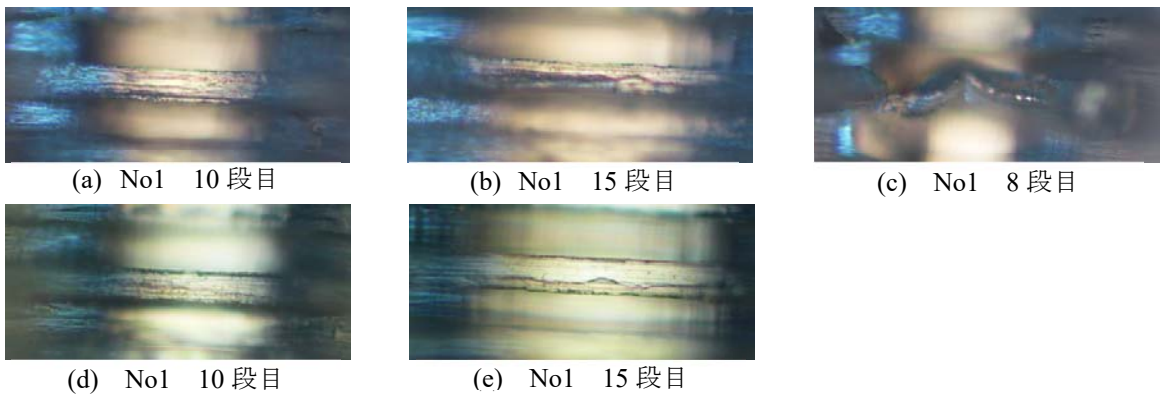 (a) No1 10 段目
(b) No1 15 段目
(c) No1 8 段目
(d) No1 10 段目
(e) No1 15 段目